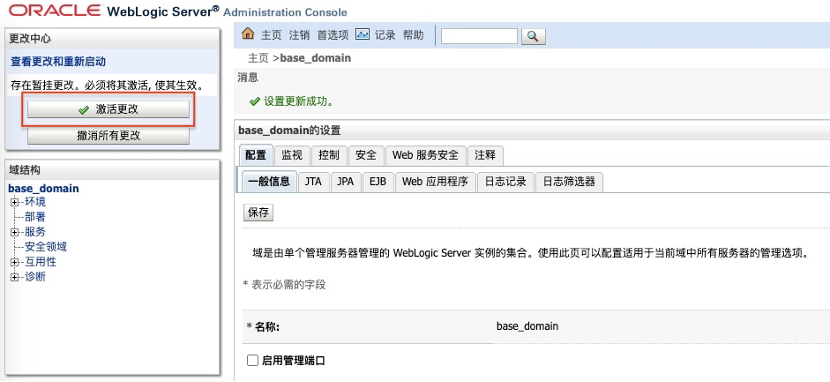 ORACLE WebLogic Server® Administration Console
更改中心
查看更改和重新启动
存在暂挂更改。必须将其激活, 使其生效。
激活更改
撤消所有更改
域结构
base_domain
环境
部署
服务
安全领域
互用性
诊断
主页 注销 首选项 记录 帮助
主页 >base_domain
消息
设置更新成功。
base_domain的设置
配置 监视 控制 安全 Web 服务安全 注释
一般信息 JTA JPA EJB Web 应用程序 日志记录 日志筛选器
保存
域是由单个管理服务器管理的 WebLogic Server 实例的集合。使用此页可以配置适用于当前域中所有服务器的管理选项。
* 表示必需的字段
* 名称: base_domain
启用管理端口